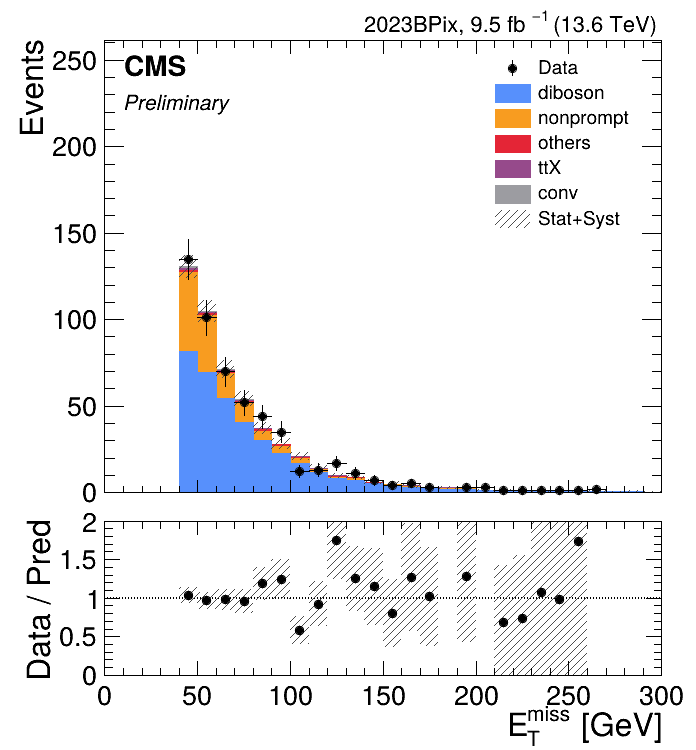 2023BPix, 9.5 fb⁻¹ (13.6 TeV)
CMS
Preliminary
Events
250
200
150
100
50
0
Data
diboson
nonprompt
others
ttX
conv
Stat+Syst
Data / Pred
2
1.5
1
0.5
0
0 50 100 150 200 250 300
E_T^miss [GeV]